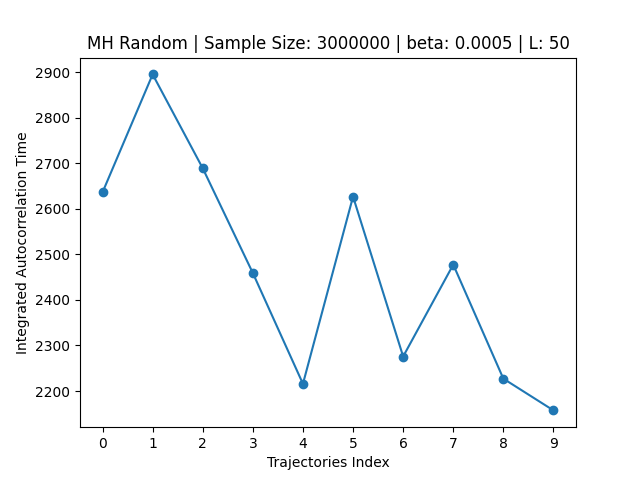 MH Random | Sample Size: 3000000 | beta: 0.0005 | L: 50
2900
2800
2700
2600
2500
2400
2300
2200
Integrated Autocorrelation Time
0 1 2 3 4 5 6 7 8 9
Trajectories Index